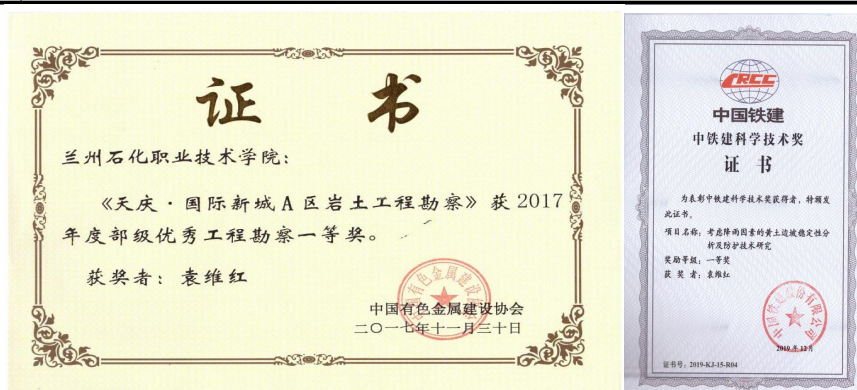 证 书
兰州石化职业技术学院：
《天庆·国际新城A区岩土工程勘察》获2017
年度部级优秀工程勘察一等奖。
获奖者：袁维红
中国有色金属建设协会
二〇一七年十一月三十日
CRCC
中国铁建
中铁建科学技术奖
证 书
为表彰中铁建科学技术奖获得者，特颁发
此证书。
项目名称：考虑降雨因素的黄土边坡稳定性分
析及防护技术研究
奖励等级：一等奖
获 奖 者：袁维红
2019年12月
证书号：2019-KJ-15-R04